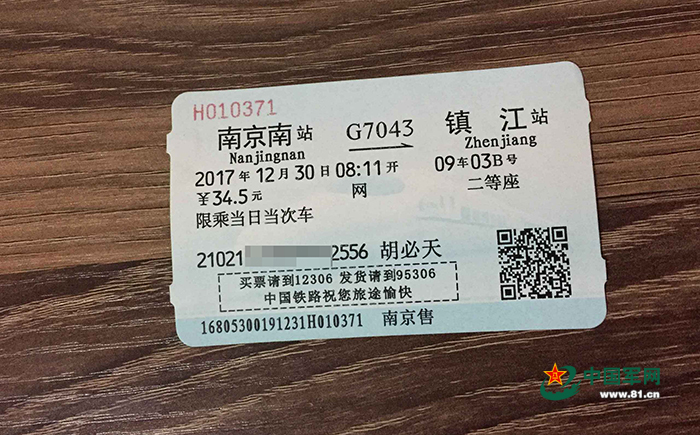 H010371
南京南站 G7043 镇江站
Nanjingnan Zhenjiang
2017年12月30日08:11开 09车03B号
¥34.5元 网 二等座
限乘当日当次车
21021 2556 胡必天
买票请到12306 发货请到95306
中国铁路祝您旅途愉快
16805300191231H010371 南京售
中国军网
www.81.cn